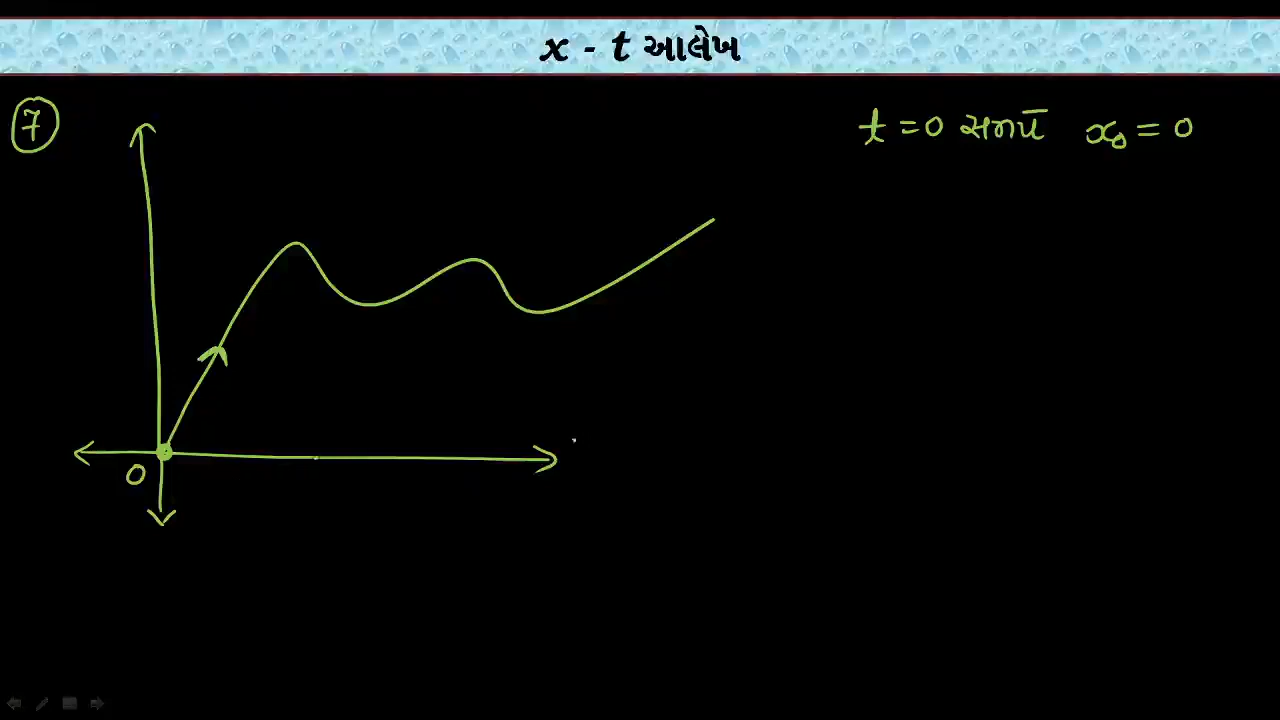 x - t આલેખ
7
t = 0 સમયે x₀ = 0
0